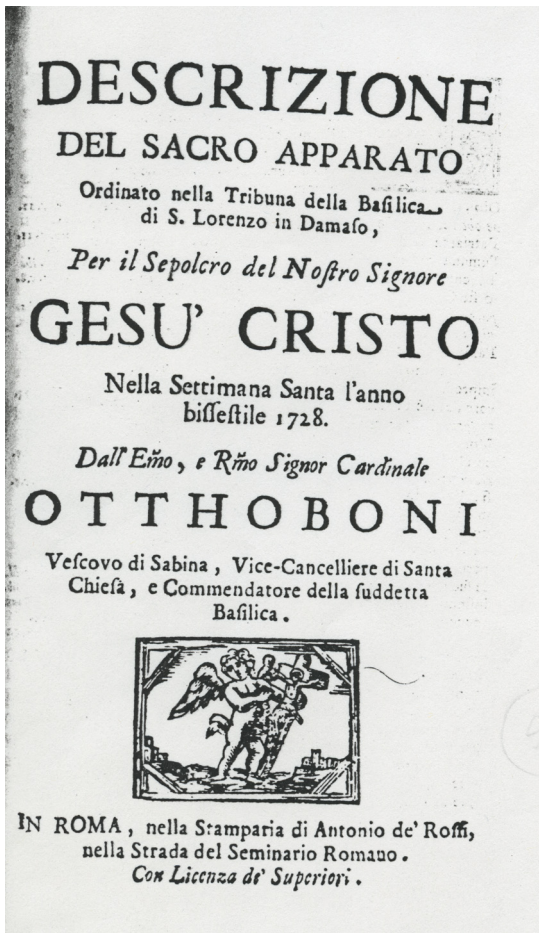 DESCRIZIONE
DEL SACRO APPARATO
Ordinato nella Tribuna della Basilica
di S. Lorenzo in Damaſo,
Per il Sepolcro del Noſtro Signore
GESU' CRISTO
Nella Settimana Santa l'anno
biſſeſtile 1728.
Dall' Em̃o, e Rm̃o Signor Cardinale
OTTHOBONI
Veſcovo di Sabina, Vice-Cancelliere di Santa
Chieſa, e Commendatore della ſuddetta
Baſilica.
IN ROMA, nella Stamparia di Antonio de' Roſſi,
nella Strada del Seminario Romano.
Con Licenza de' Superiori.